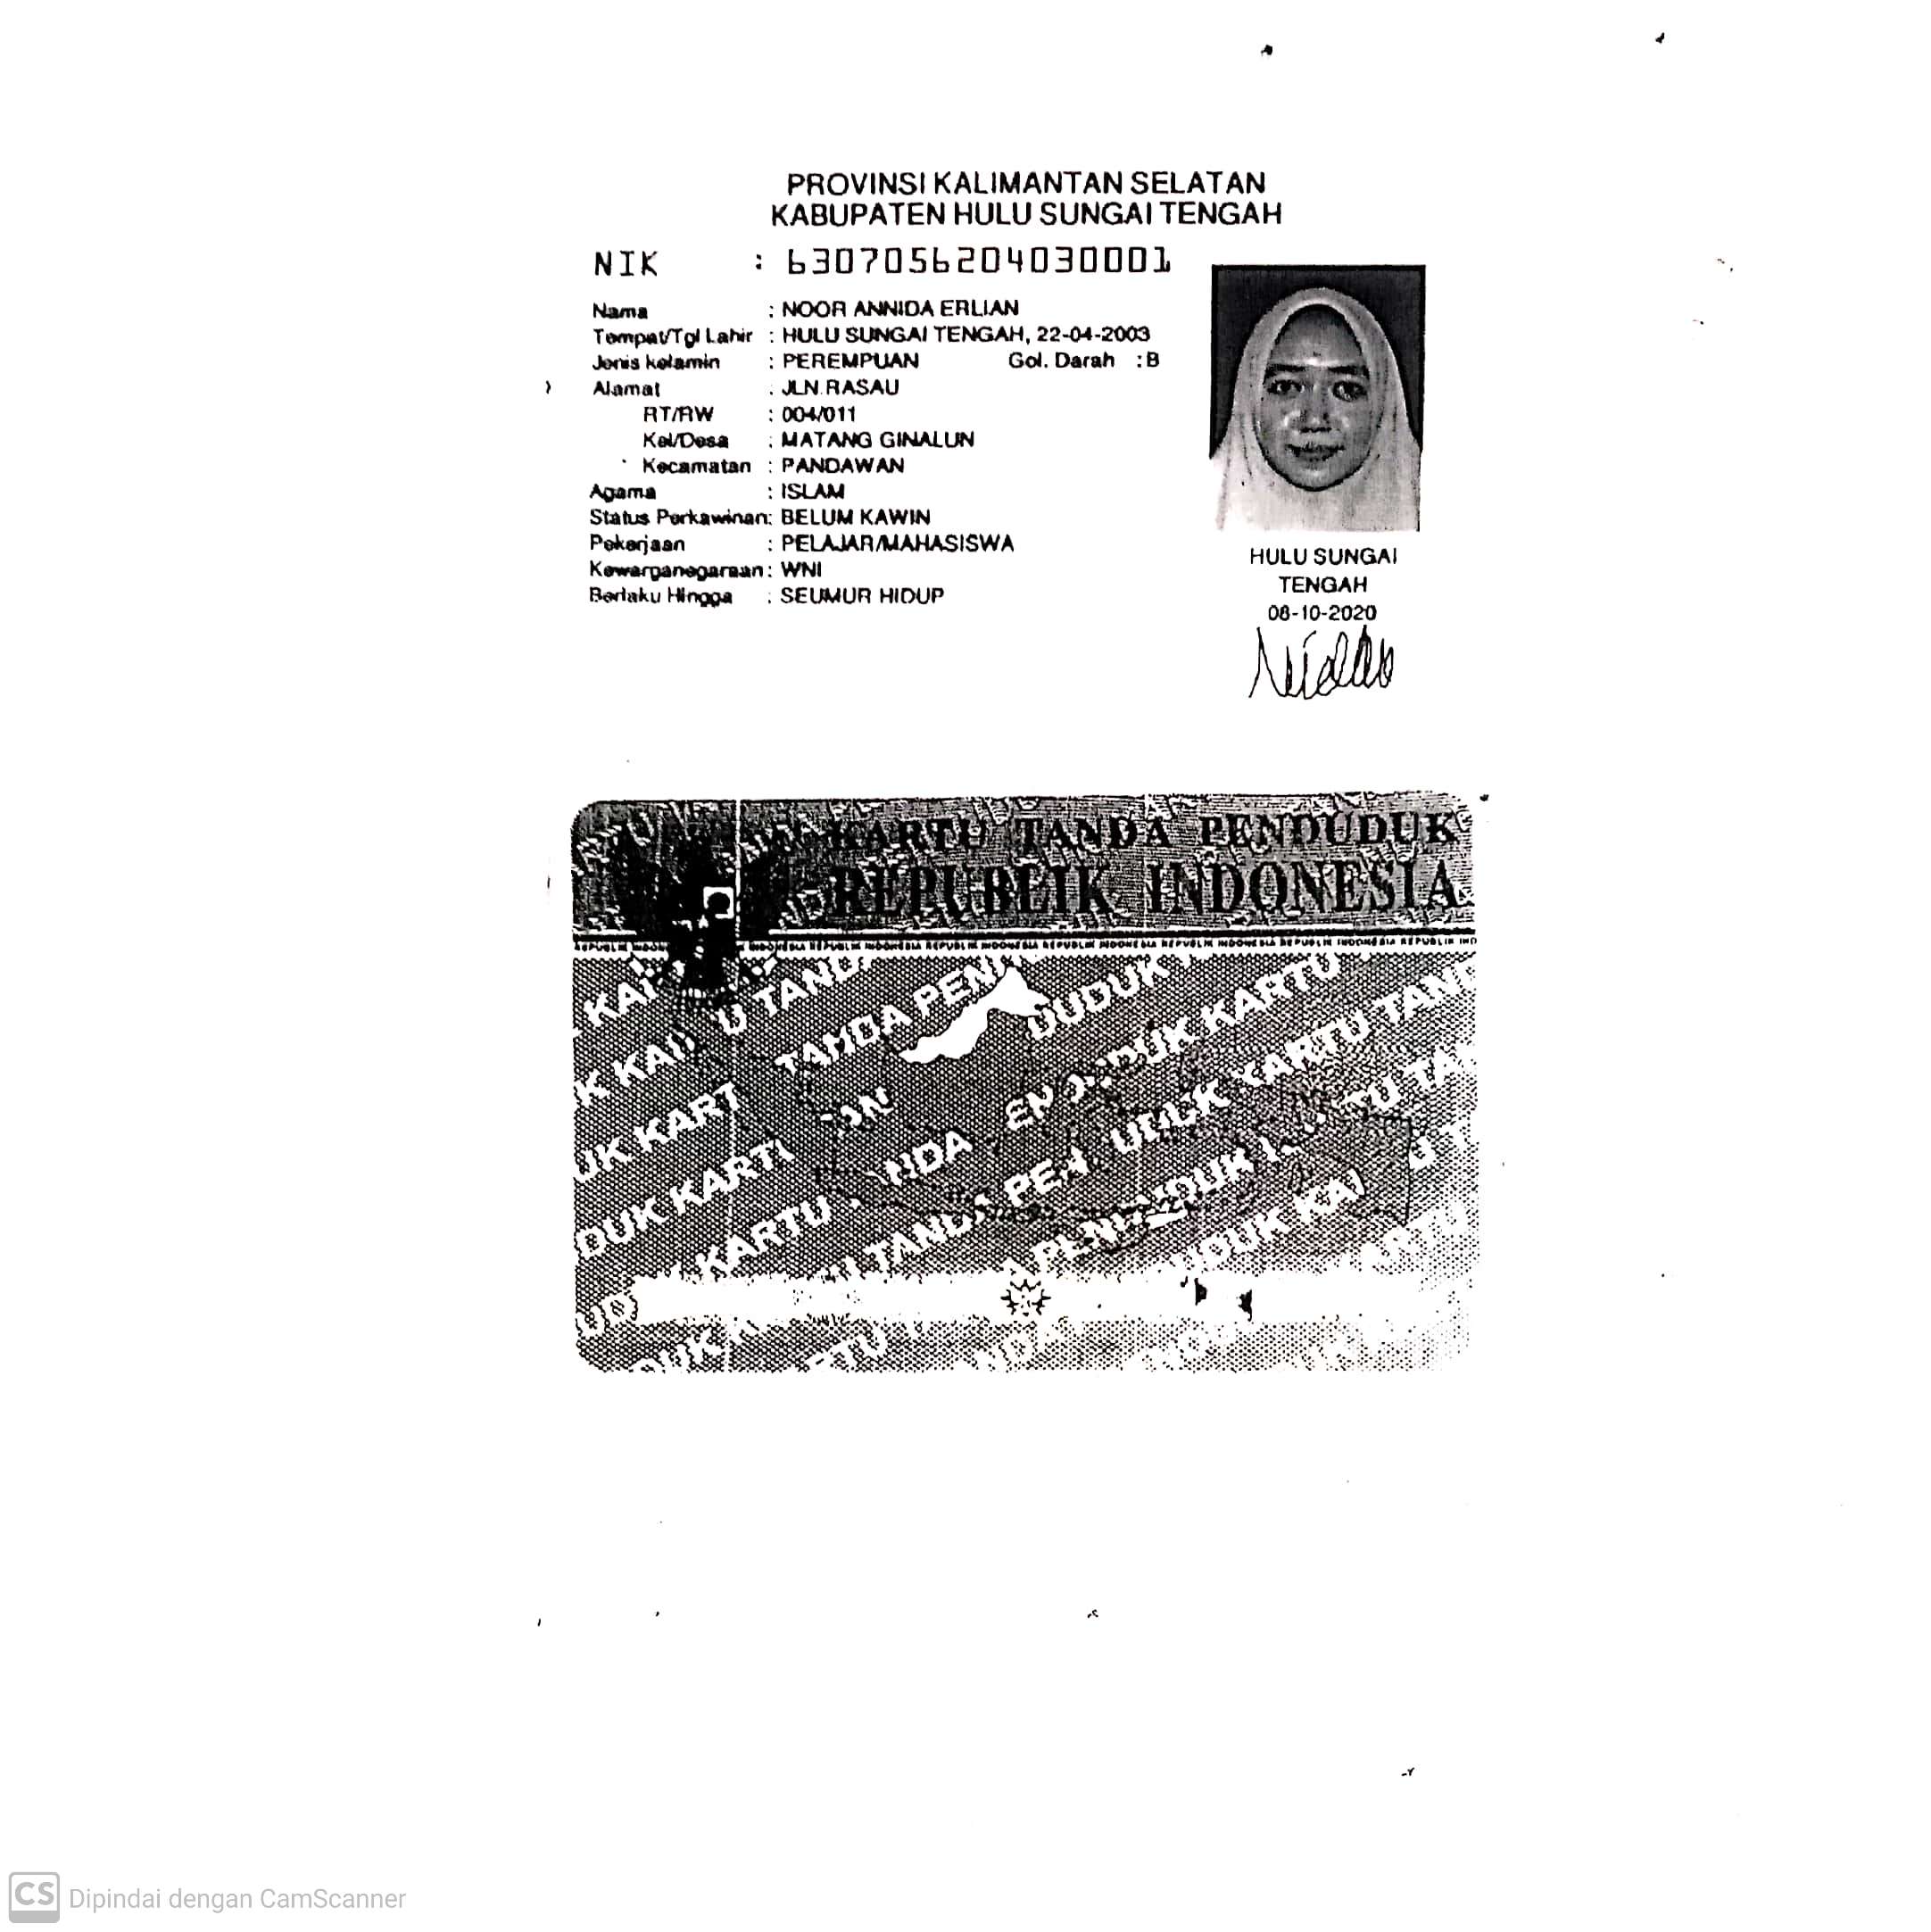 PROVINSI KALIMANTAN SELATAN
KABUPATEN HULU SUNGAI TENGAH
NIK : 6307056204030001
Nama : NOOR ANNIDA ERLIAN
Tempat/Tgl Lahir : HULU SUNGAI TENGAH, 22-04-2003
Jenis kelamin : PEREMPUAN Gol. Darah : B
Alamat : JLN.RASAU
RT/RW : 004/011
Kel/Desa : MATANG GINALUN
Kecamatan : PANDAWAN
Agama : ISLAM
Status Perkawinan: BELUM KAWIN
Pekerjaan : PELAJAR/MAHASISWA
Kewarganegaraan: WNI
Berlaku Hingga : SEUMUR HIDUP
HULU SUNGAI
TENGAH
08-10-2020
KARTU TANDA PENDUDUK
REPUBLIK INDONESIA
CS Dipindai dengan CamScanner